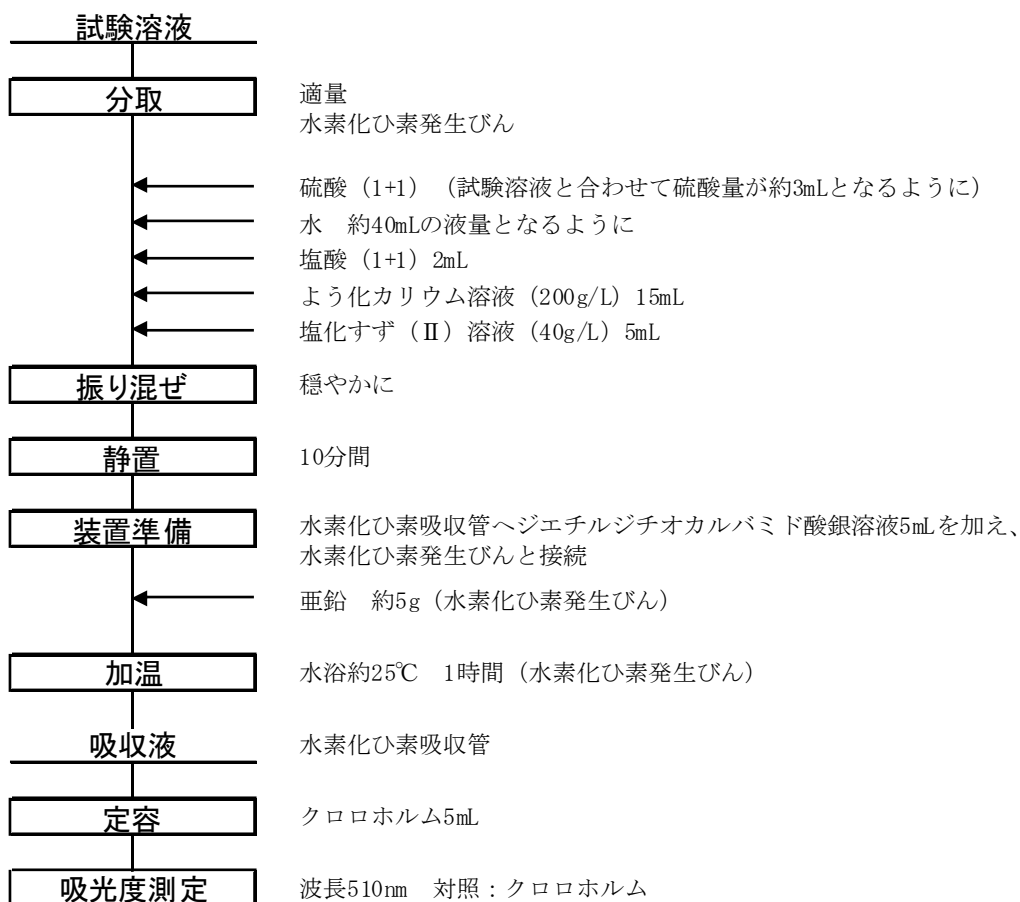 試験溶液
分取
適量
水素化ひ素発生びん
硫酯（1+1）（試験溶液と合わせて硫酸量が約3mLとなるように）
水　約40mLの液量となるように
塩酸（1+1）2mL
よう化カリウム溶液（200g/L）15mL
塩化すず（Ⅱ）溶液（40g/L）5mL
振り混ぜ
穏やかに
静置
10分間
装置準備
水素化ひ素吸収管へジエチルジチオカルバミド酸銀溶液5mLを加え、
水素化ひ素発生びんと接続
亜鉛　約5g（水素化ひ素発生びん）
加温
水浴約25℃　1時間（水素化ひ素発生びん）
吸収液
水素化ひ素吸収管
定容
クロロホルム5mL
吸光度測定
波長510nm　対照：クロロホルム